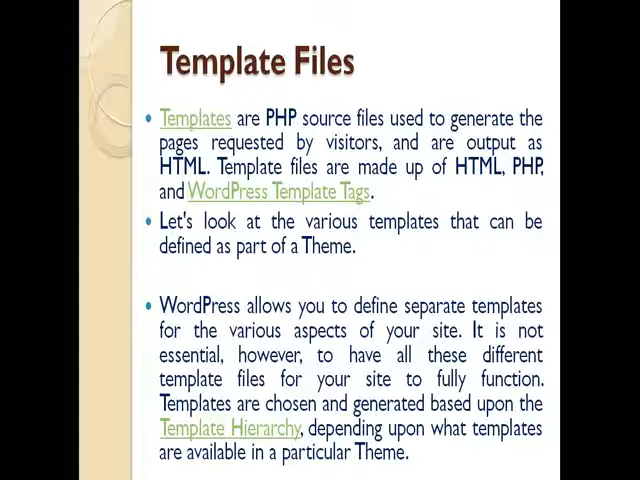 Template Files
• Templates are PHP source files used to generate the
pages requested by visitors, and are output as
HTML. Template files are made up of HTML, PHP,
and WordPress Template Tags.
• Let's look at the various templates that can be
defined as part of a Theme.
• WordPress allows you to define separate templates
for the various aspects of your site. It is not
essential, however, to have all these different
template files for your site to fully function.
Templates are chosen and generated based upon the
Template Hierarchy, depending upon what templates
are available in a particular Theme.